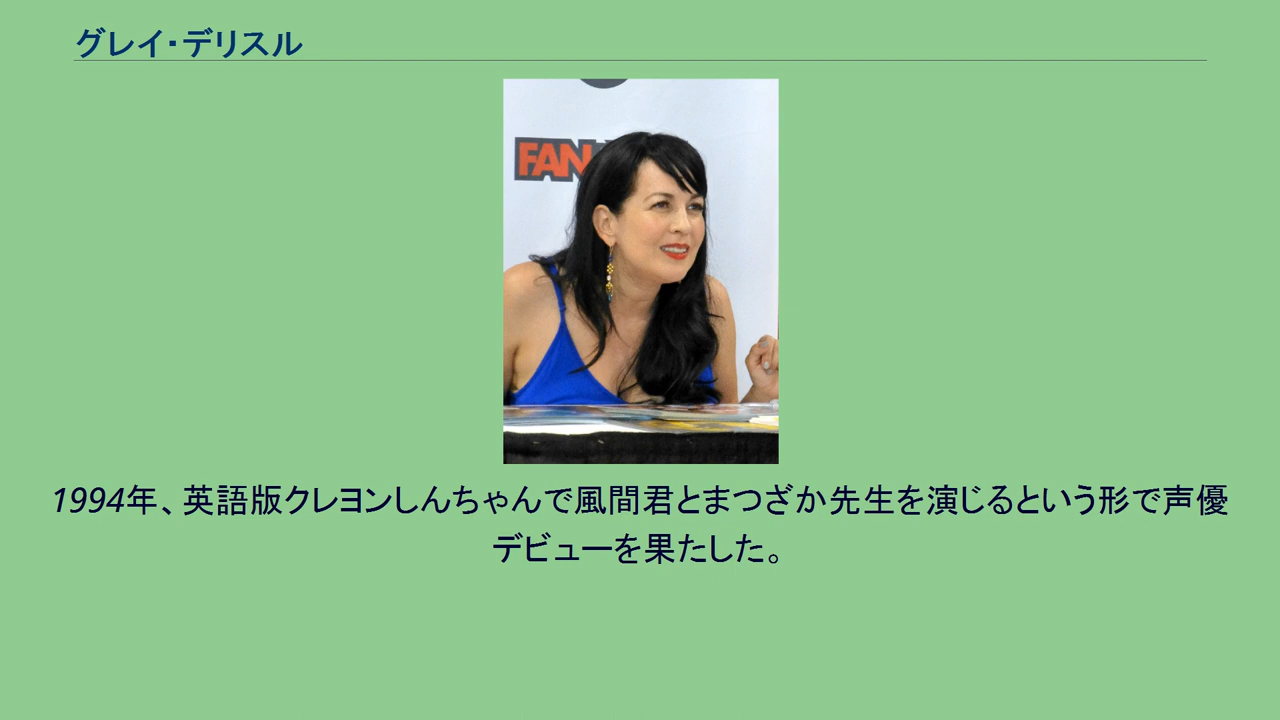 グレイ・デリスル
FAN
1994年、英語版クレヨンしんちゃんで風間君とまつざか先生を演じるという形で声優
デビューを果たした。